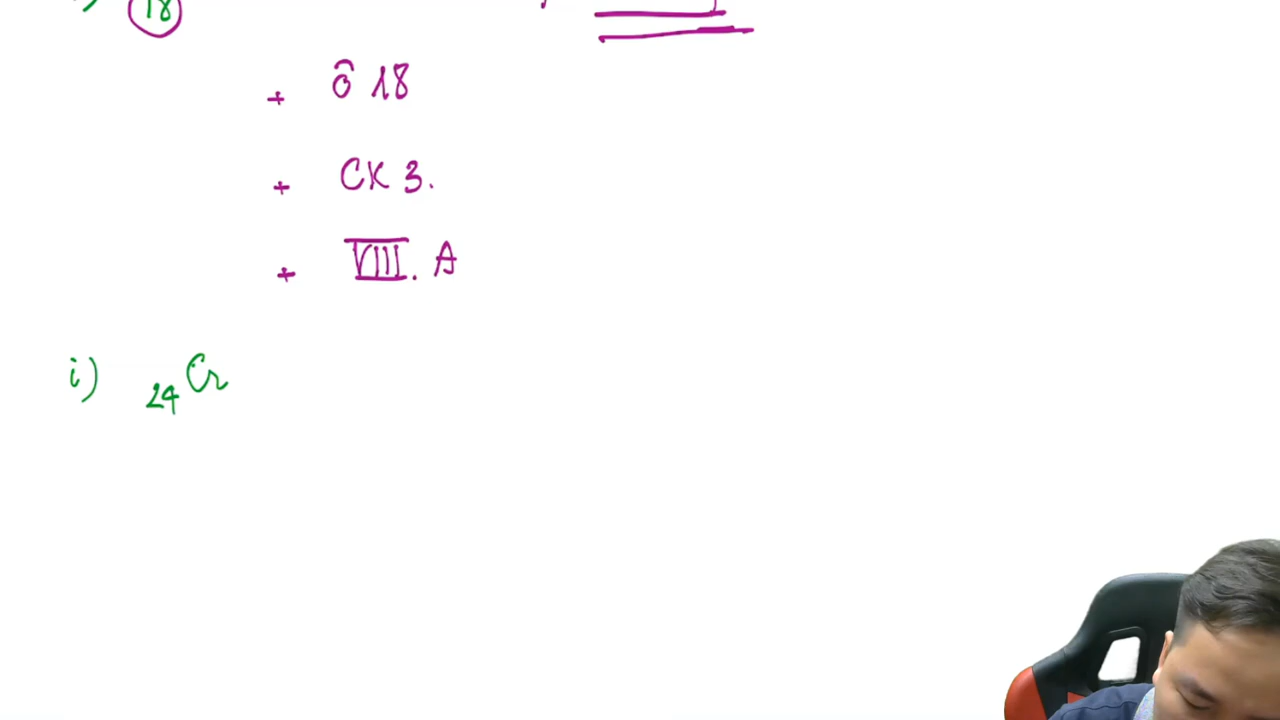 18
+ ô 18
+ CK 3.
+ VIII. A
i) ₂₄Cr